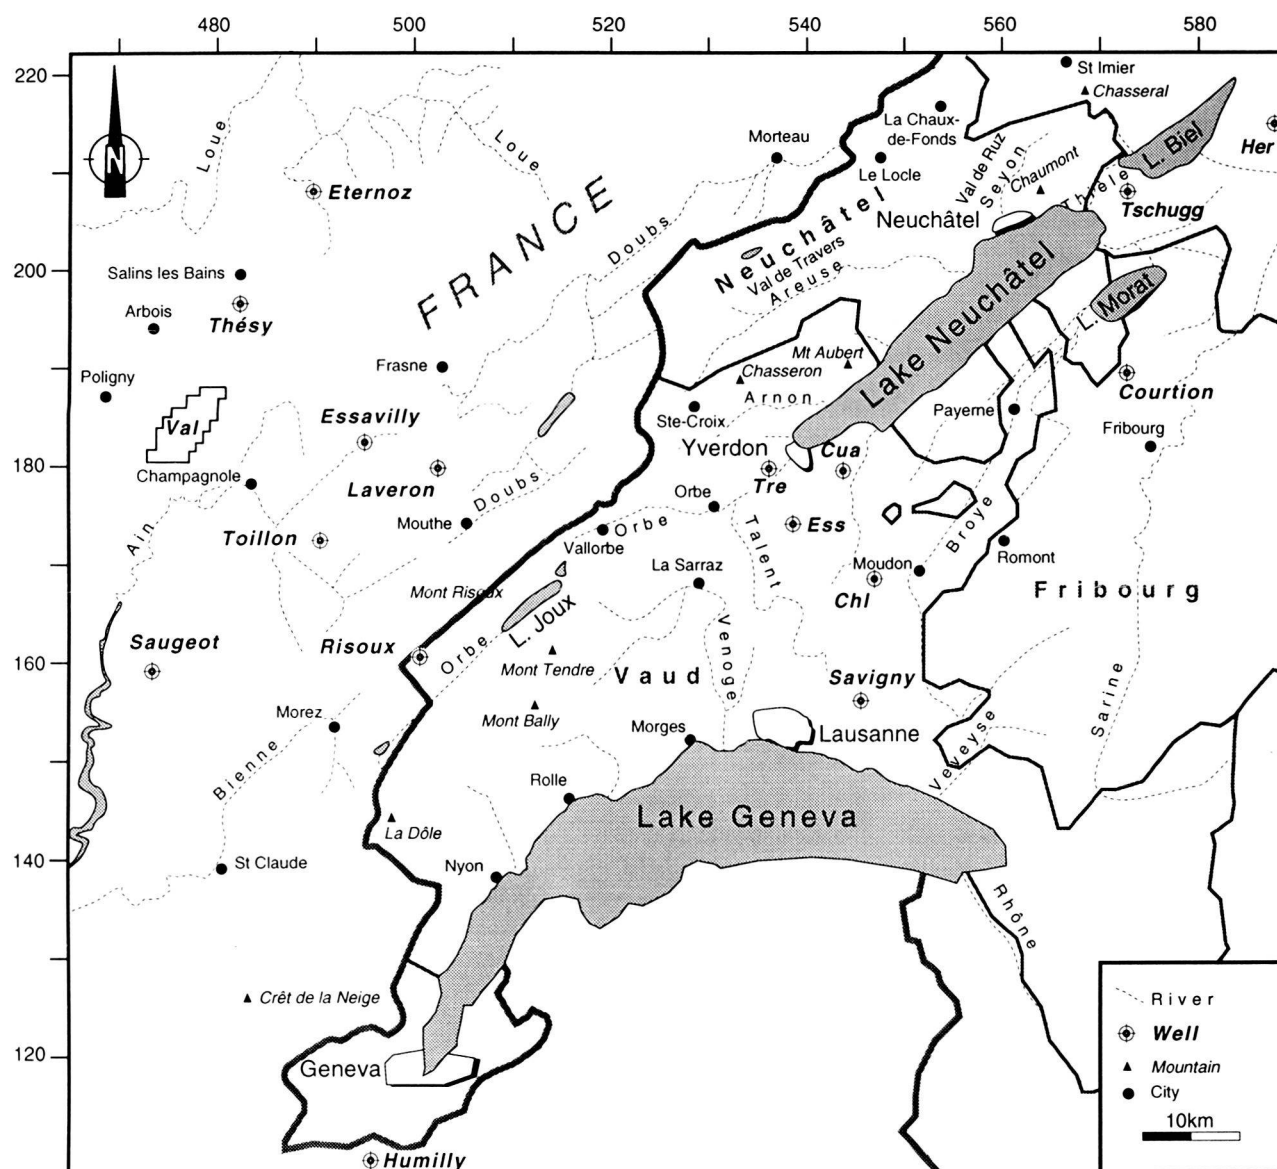 480
500
520
540
560
580
220
200
180
160
140
120
N
Loue
Loue
Eternoz
FRANCE
Salins les Bains
Arbois
Thésy
Poligny
Val
Champagnole
Frasne
Essavilly
Laveron
Doubs
Doubs
Mouthe
Toillon
Ain
Saugeot
Risoux
Mont Risoux
Morez
Bienne
St Claude
La Dôle
Crêt de la Neige
Geneva
Humilly
Morteau
La Chaux-
de-Fonds
Le Locle
St Imier
Chasseral
L. Biel
Her
Val de Ruz
Seyon
Chaumont
Thièle
Tschugg
Neuchâtel
Neuchâtel
Val de Travers
Areuse
Lake Neuchâtel
L. Morat
Mt Aubert
Chasseron
Arnon
Ste-Croix
Yverdon
Cua
Tre
Payerne
Courtion
Fribourg
Orbe
Orbe
Vallorbe
Ess
Talent
Broye
La Sarraz
Moudon
Romont
Chl
Fribourg
L. Joux
Orbe
Mont Tendre
Mont Bally
Vaud
Venoge
Savigny
Morges
Lausanne
Veveyse
Sarine
Rolle
Lake Geneva
Nyon
Rhône
River
Well
Mountain
City
10km